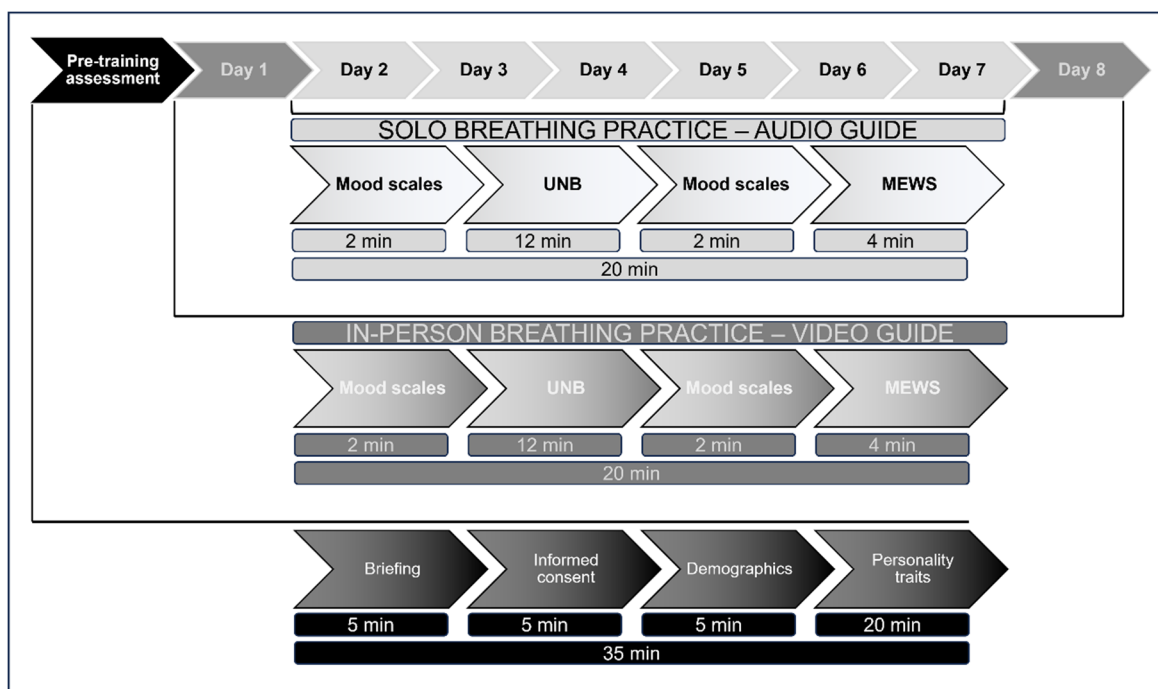 Pre-training
assessment
Day 1
Day 2
Day 3
Day 4
Day 5
Day 6
Day 7
Day 8
SOLO BREATHING PRACTICE – AUDIO GUIDE
Mood scales
UNB
Mood scales
MEWS
2 min
12 min
2 min
4 min
20 min
IN-PERSON BREATHING PRACTICE – VIDEO GUIDE
Mood scales
UNB
Mood scales
MEWS
2 min
12 min
2 min
4 min
20 min
Briefing
Informed
consent
Demographics
Personality
traits
5 min
5 min
5 min
20 min
35 min